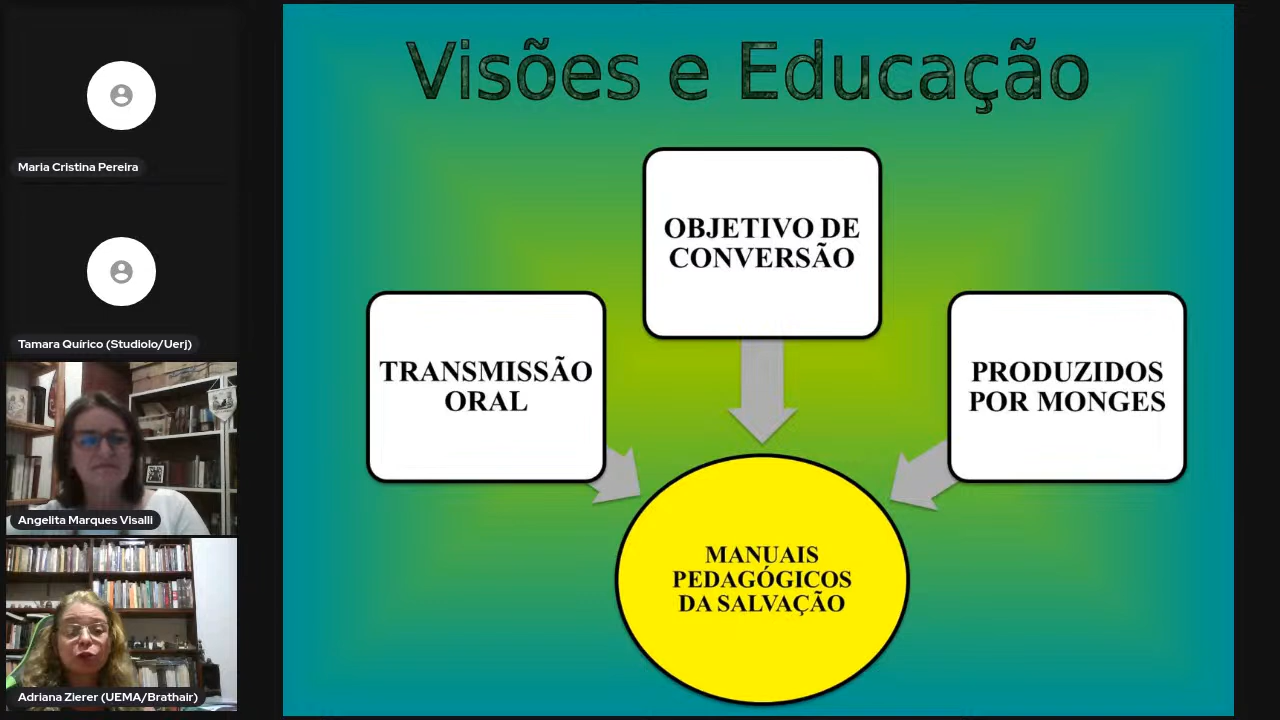 Maria Cristina Pereira
Tamara Quírico (Studiolo/Uerj)
Angelita Marques Visalli
Adriana Zierer (UEMA/Brathair)
Visões e Educação
OBJETIVO DE
CONVERSÃO
TRANSMISSÃO
ORAL
PRODUZIDOS
POR MONGES
MANUAIS
PEDAGÓGICOS
DA SALVAÇÃO